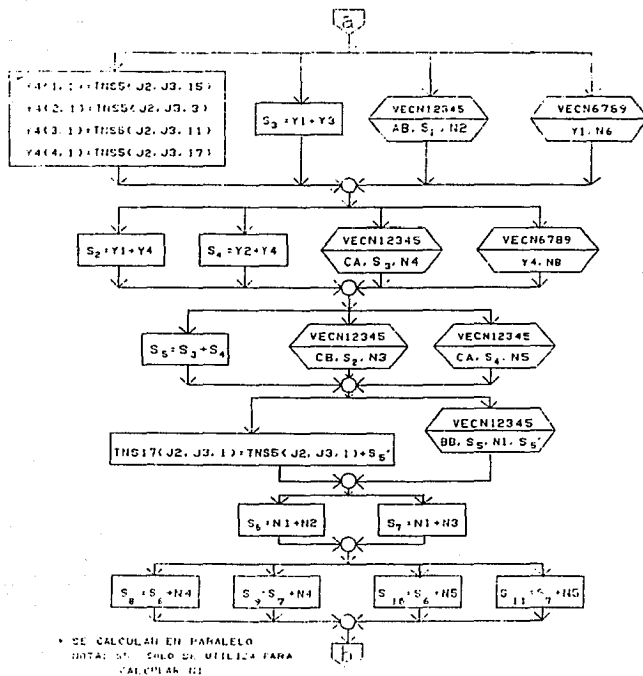 a
Y4(1,1)=TNS5(J2,J3,15)
Y4(2,1)=TNS5(J2,J3,3)
Y4(3,1)=TNS6(J2,J3,11)
Y4(4,1)=TNS5(J2,J3,17)
S3=Y1+Y3
VECN12345
AB, S1, N2
VECN6789
Y1, N6
S2=Y1+Y4
S4=Y2+Y4
VECN12345
CA, S3, N4
VECN6789
Y4, N8
S5=S3+S4
VECN12345
CB, S2, N3
VECN12345
CA, S4, N5
TNS17(J2,J3,1)=TNS5(J2,J3,1)+S5'
VECN12345
BB, S5, N1, S5'
S6=N1+N2
S7=N1+N3
S8=S6+N4
S9=S7+N4
S10=S6+N5
S11=S7+N5
b
* SE CALCULAN EN PARALELO
NOTA: SOLO SE UTILIZA PARA
CALCULAR N1